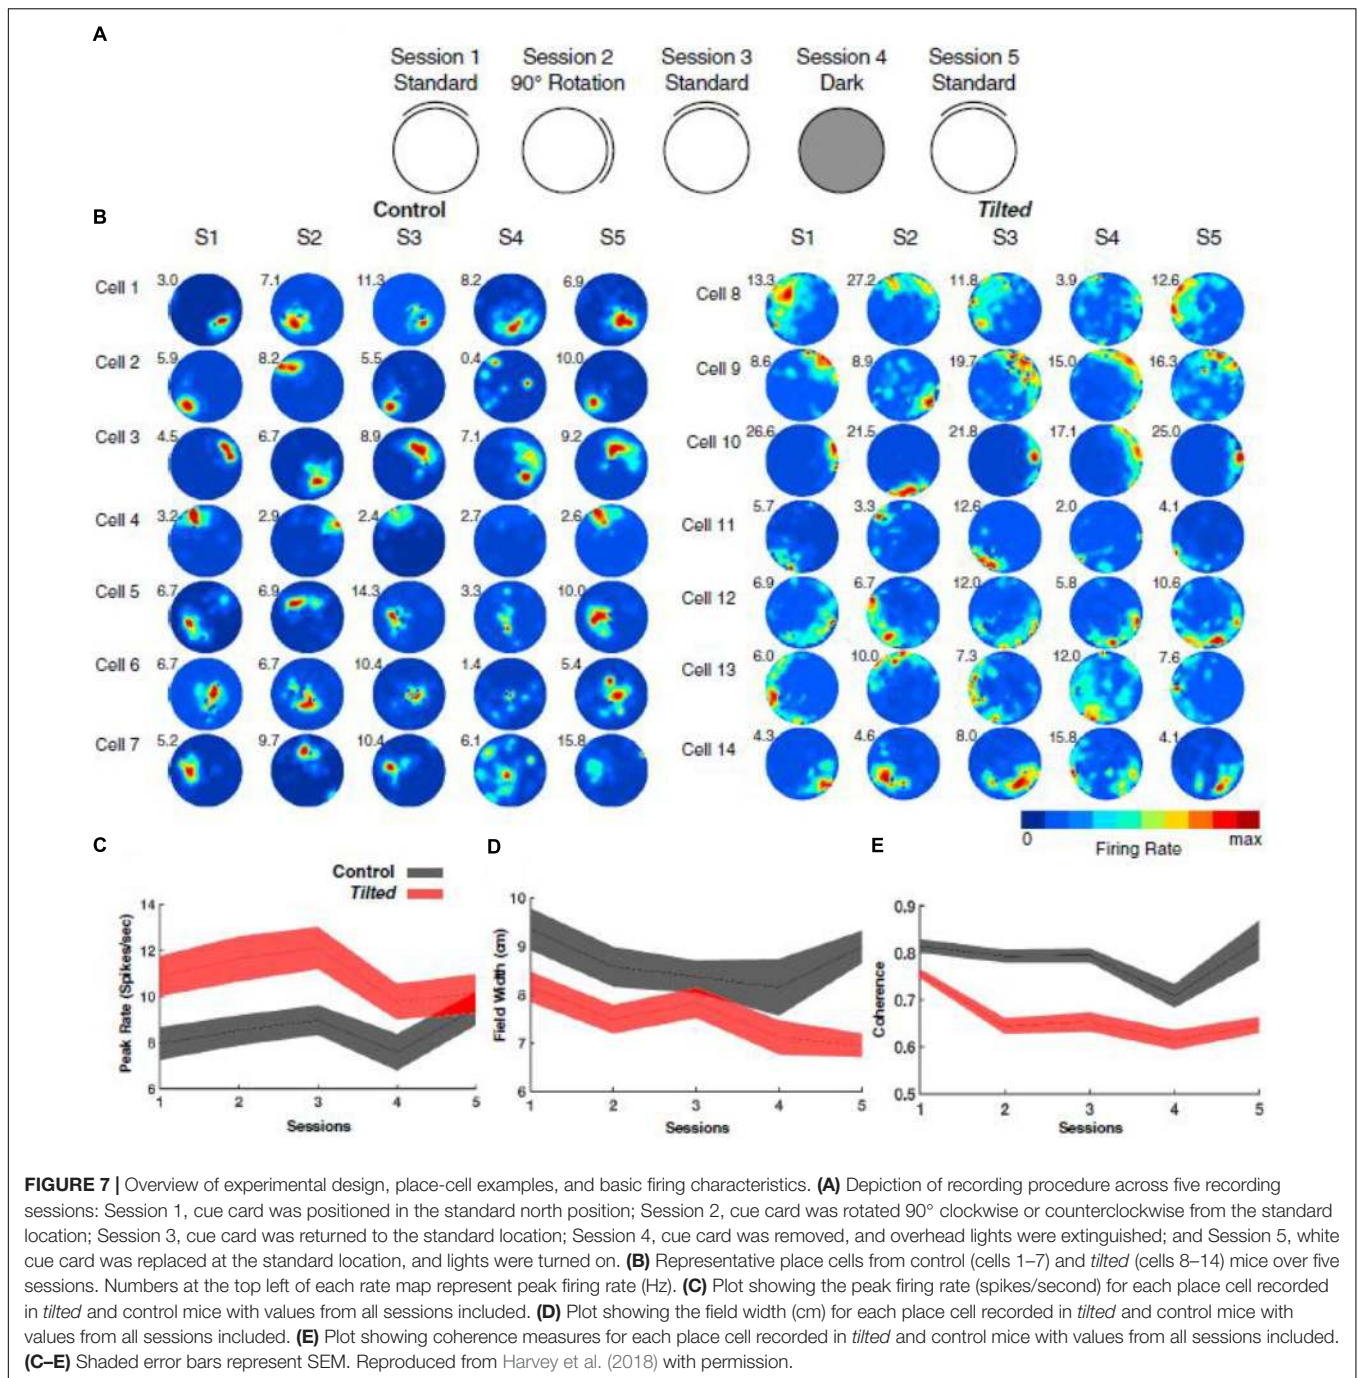 A
Session 1 Session 2 Session 3 Session 4 Session 5
Standard 90° Rotation Standard Dark Standard
B
Control Tilted
S1 S2 S3 S4 S5 S1 S2 S3 S4 S5
Cell 1 3.0 7.1 11.3 8.2 6.9
Cell 8 13.3 27.2 11.8 3.9 12.6
Cell 2 5.9 8.2 5.5 0.4 10.0
Cell 9 8.6 8.9 19.7 15.0 16.3
Cell 3 4.5 6.7 8.9 7.1 9.2
Cell 10 26.6 21.5 21.8 17.1 25.0
Cell 4 3.2 2.9 2.4 2.7 2.6
Cell 11 5.7 3.3 12.6 2.0 4.1
Cell 5 6.7 6.9 14.3 3.3 10.0
Cell 12 6.9 6.7 12.0 5.8 10.6
Cell 6 6.7 6.7 10.4 1.4 5.4
Cell 13 6.0 10.0 7.3 12.0 7.6
Cell 7 5.2 9.7 10.4 6.1 15.8
Cell 14 4.3 4.6 8.0 15.8 4.1
0 max
Firing Rate
C
Control
Tilted
Peak Rate (Spikes/sec)
14
12
10
8
6
1 2 3 4 5
Sessions
D
Field Width (cm)
10
9
8
7
6
1 2 3 4 5
Sessions
E
Coherence
0.9
0.8
0.7
0.6
0.5
1 2 3 4 5
Sessions
FIGURE 7 | Overview of experimental design, place-cell examples, and basic firing characteristics. (A) Depiction of recording procedure across five recording
sessions: Session 1, cue card was positioned in the standard north position; Session 2, cue card was rotated 90° clockwise or counterclockwise from the standard
location; Session 3, cue card was returned to the standard location; Session 4, cue card was removed, and overhead lights were extinguished; and Session 5, white
cue card was replaced at the standard location, and lights were turned on. (B) Representative place cells from control (cells 1–7) and tilted (cells 8–14) mice over five
sessions. Numbers at the top left of each rate map represent peak firing rate (Hz). (C) Plot showing the peak firing rate (spikes/second) for each place cell recorded
in tilted and control mice with values from all sessions included. (D) Plot showing the field width (cm) for each place cell recorded in tilted and control mice with
values from all sessions included. (E) Plot showing coherence measures for each place cell recorded in tilted and control mice with values from all sessions included.
(C–E) Shaded error bars represent SEM. Reproduced from Harvey et al. (2018) with permission.